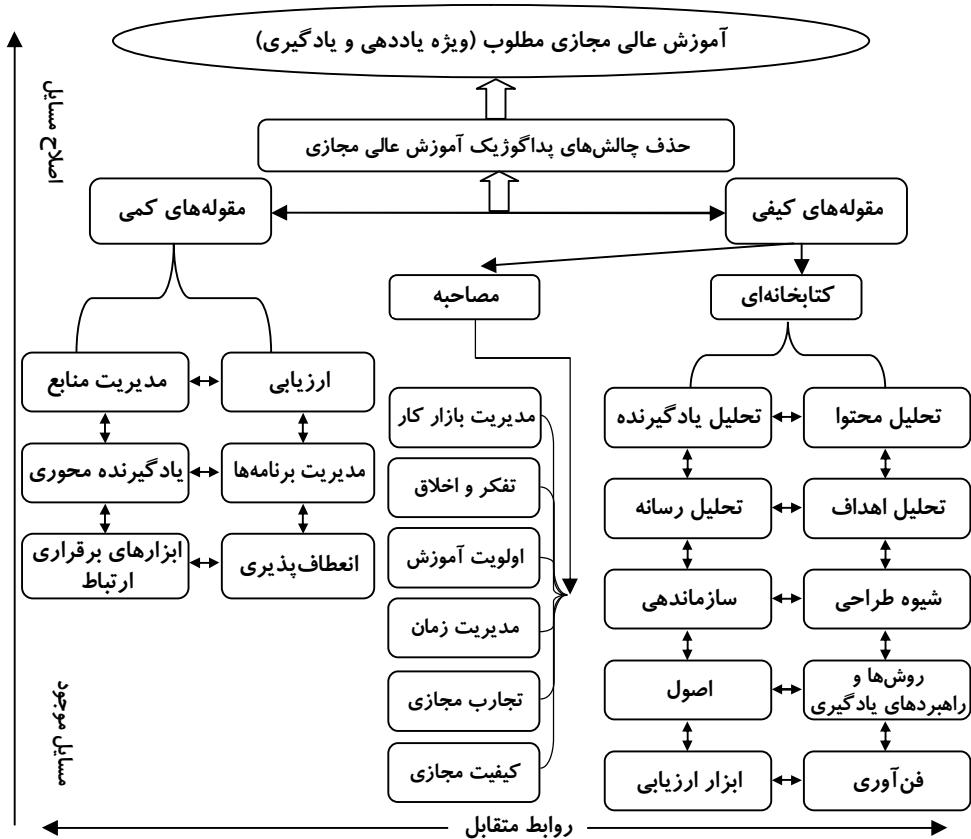 آموزش عالی مجازی مطلوب (ویژه یاددهی و یادگیری)
حذف چالش‌های پداگوژیک آموزش عالی مجازی
اصلاح مسایل
مقوله‌های کیفی
مقوله‌های کمی
کتابخانه‌ای
مصاحبه
تحلیل محتوا
تحلیل یادگیرنده
تحلیل اهداف
تحلیل رسانه
شیوه طراحی
سازماندهی
روش‌ها و
راهبردهای یادگیری
اصول
فن‌آوری
ابزار ارزیابی
مدیریت بازار کار
تفکر و اخلاق
اولویت آموزش
مدیریت زمان
تجارب مجازی
کیفیت مجازی
ارزیابی
مدیریت منابع
مدیریت برنامه‌ها
یادگیرنده محوری
انعطاف‌پذیری
ابزارهای برقراری
ارتباط
مسایل موجود
روابط متقابل